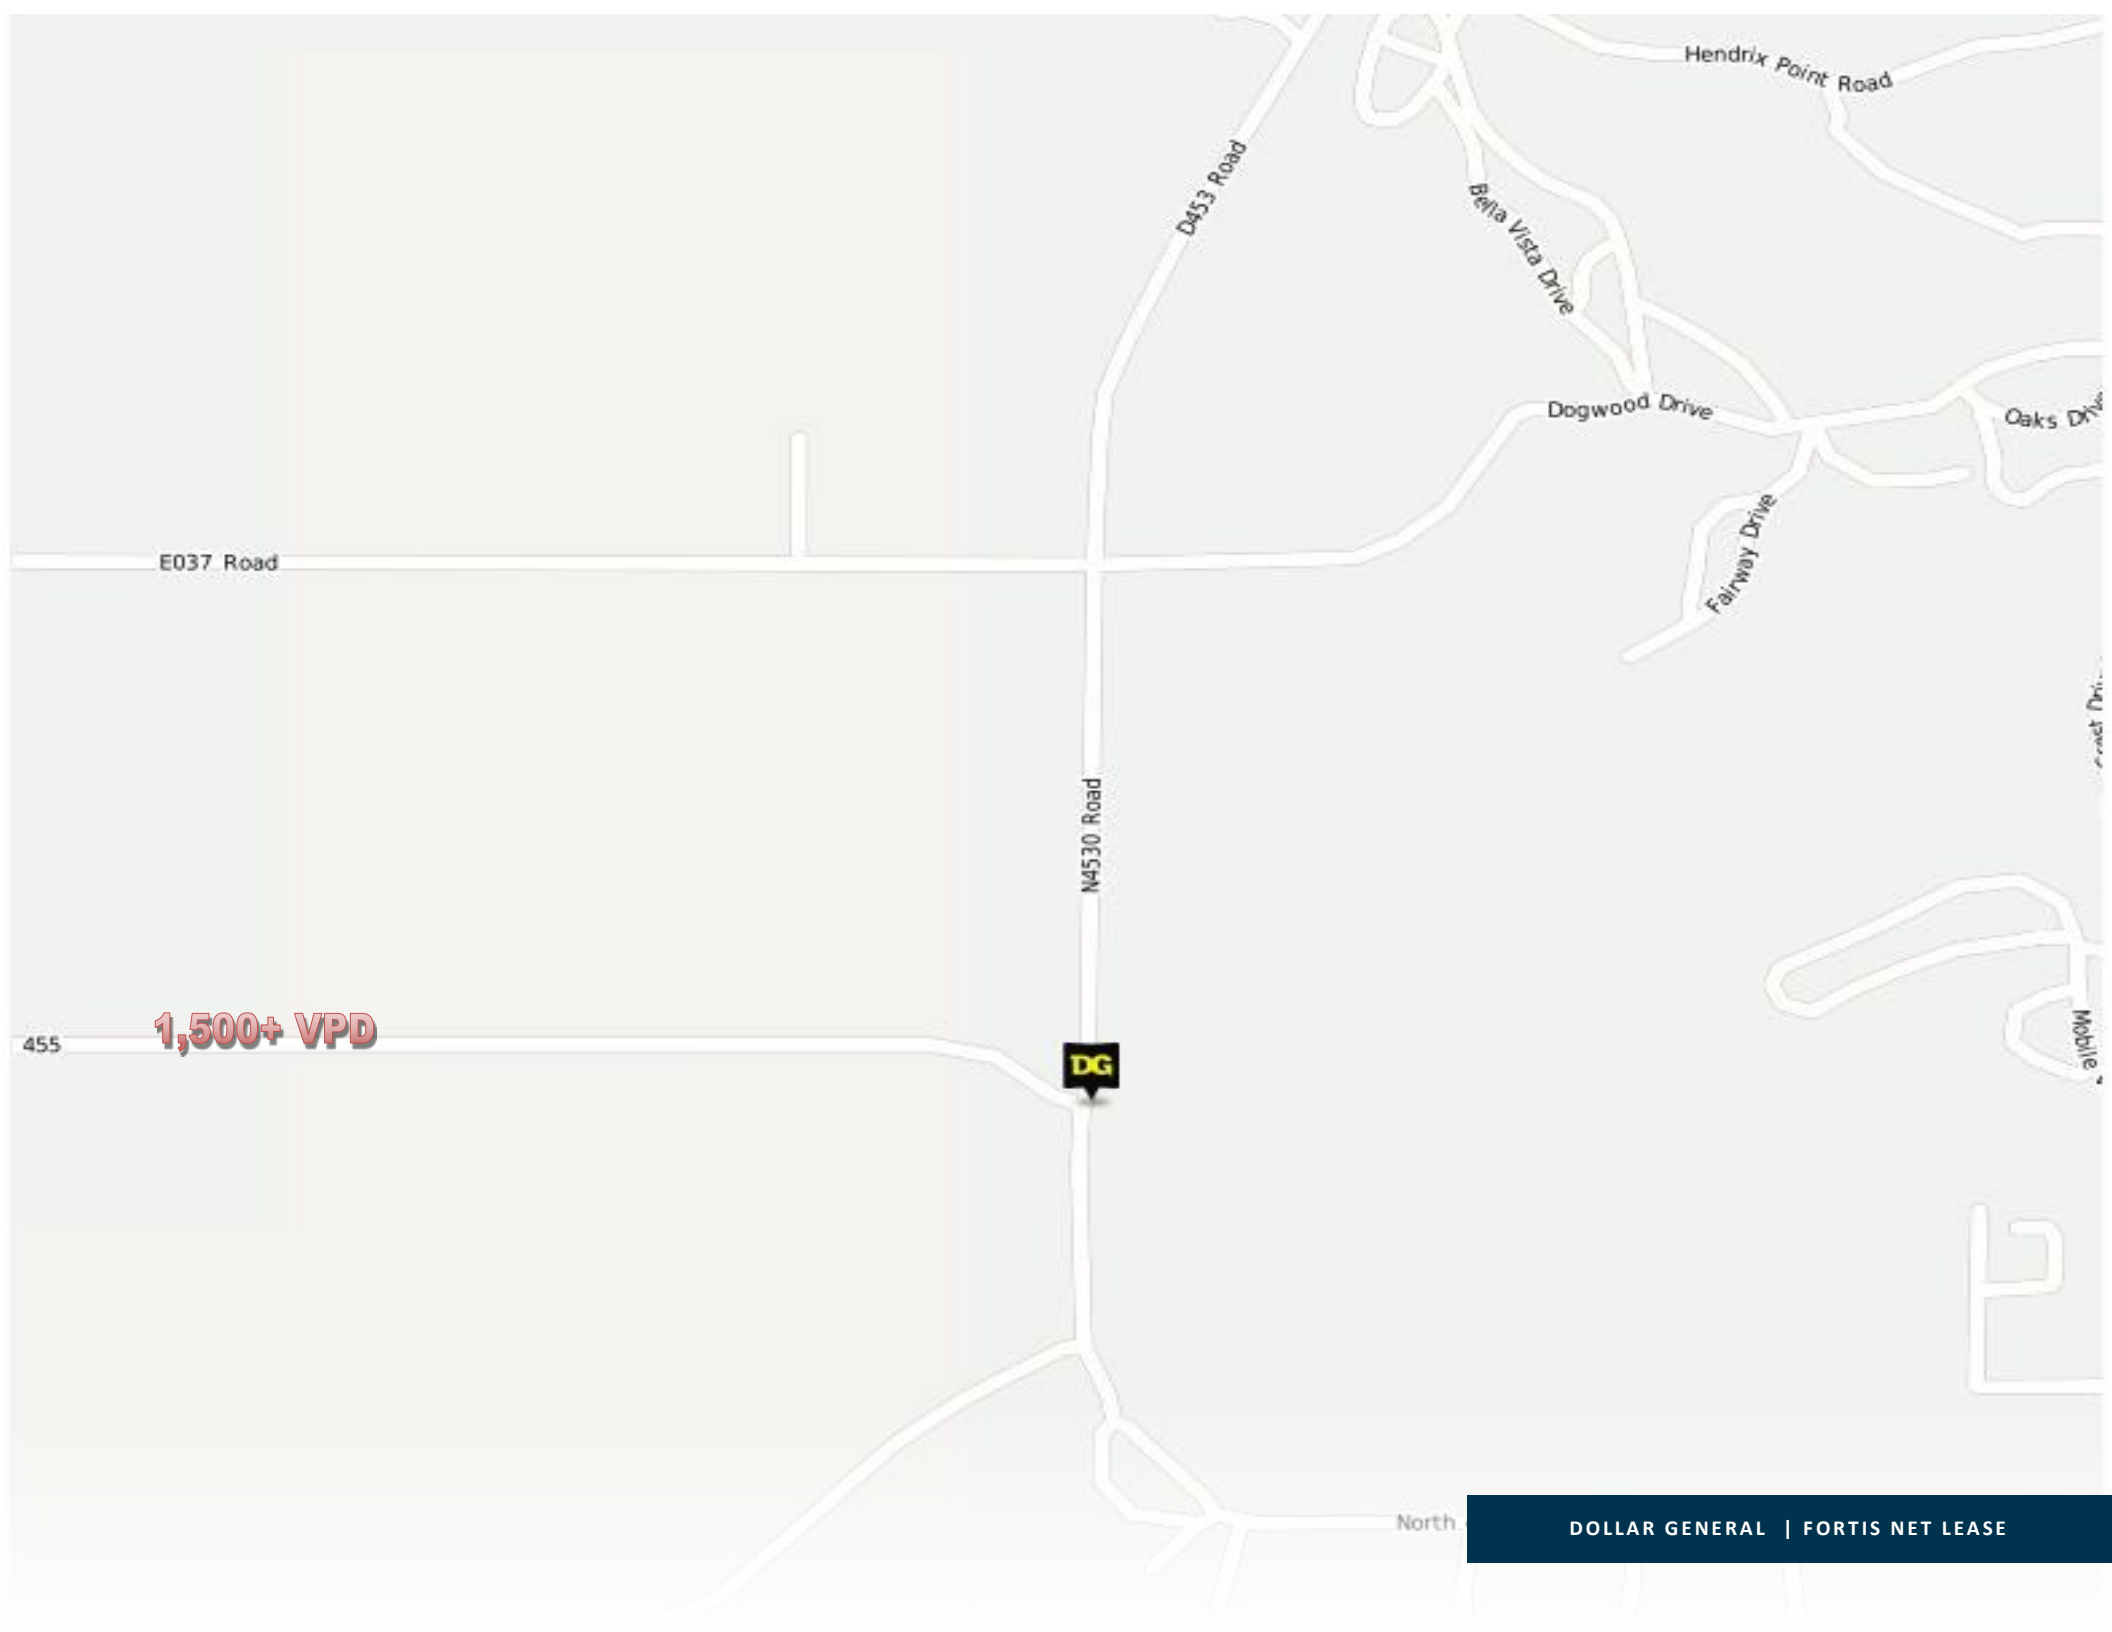 Hendrix Point Road
D453 Road
Bella Vista Drive
Dogwood Drive
Oaks Drive
Fairway Drive
E037 Road
N4530 Road
1,500+ VPD
455
DG
Mobile
North
DOLLAR GENERAL | FORTIS NET LEASE